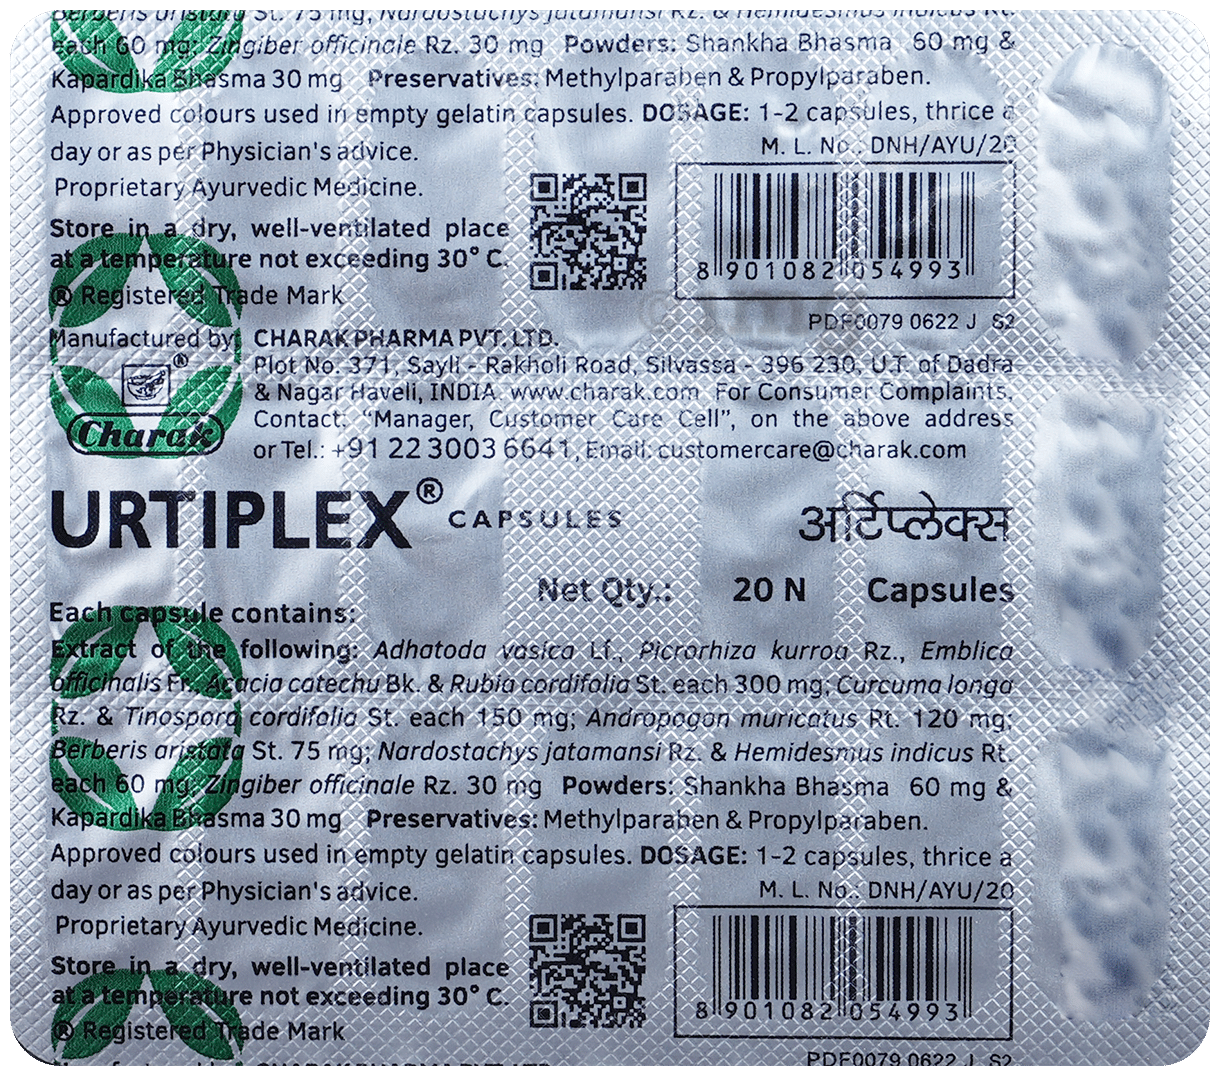 Berberis aristata St. 75 mg; Nardostachys jatamansi Rz. & Hemidesmus indicus Rt.
each 60 mg; Zingiber officinale Rz. 30 mg Powders: Shankha Bhasma 60 mg &
Kapardika Bhasma 30 mg Preservatives: Methylparaben & Propylparaben.
Approved colours used in empty gelatin capsules. DOSAGE: 1-2 capsules, thrice a
day or as per Physician's advice.
M. L. No.: DNH/AYU/20
Proprietary Ayurvedic Medicine.
Store in a dry, well-ventilated place
at a temperature not exceeding 30° C.
8 901082 054993
® Registered Trade Mark
PDF0079 0622 J S2
Manufactured by: CHARAK PHARMA PVT. LTD.
Plot No. 371, Sayli - Rakholi Road, Silvassa - 396 230, U.T. of Dadra
& Nagar Haveli, INDIA. www.charak.com For Consumer Complaints,
Contact: "Manager, Customer Care Cell", on the above address
or Tel.: +91 22 3003 6641, Email: customercare@charak.com
®
Charak
URTIPLEX® CAPSULES अर्टिप्लेक्स
Net Qty.: 20 N Capsules
Each capsule contains:
Extract of the following: Adhatoda vasica Lf., Picrorhiza kurroa Rz., Emblica
officinalis Fr., Acacia catechu Bk. & Rubia cordifolia St. each 300 mg; Curcuma longa
Rz. & Tinospora cordifolia St. each 150 mg; Andropogon muricatus Rt. 120 mg;
Berberis aristata St. 75 mg; Nardostachys jatamansi Rz. & Hemidesmus indicus Rt.
each 60 mg; Zingiber officinale Rz. 30 mg Powders: Shankha Bhasma 60 mg &
Kapardika Bhasma 30 mg Preservatives: Methylparaben & Propylparaben.
Approved colours used in empty gelatin capsules. DOSAGE: 1-2 capsules, thrice a
day or as per Physician's advice.
M. L. No.: DNH/AYU/20
Proprietary Ayurvedic Medicine.
Store in a dry, well-ventilated place
at a temperature not exceeding 30° C.
8 901082 054993
® Registered Trade Mark
PDF0079 0622 J S2